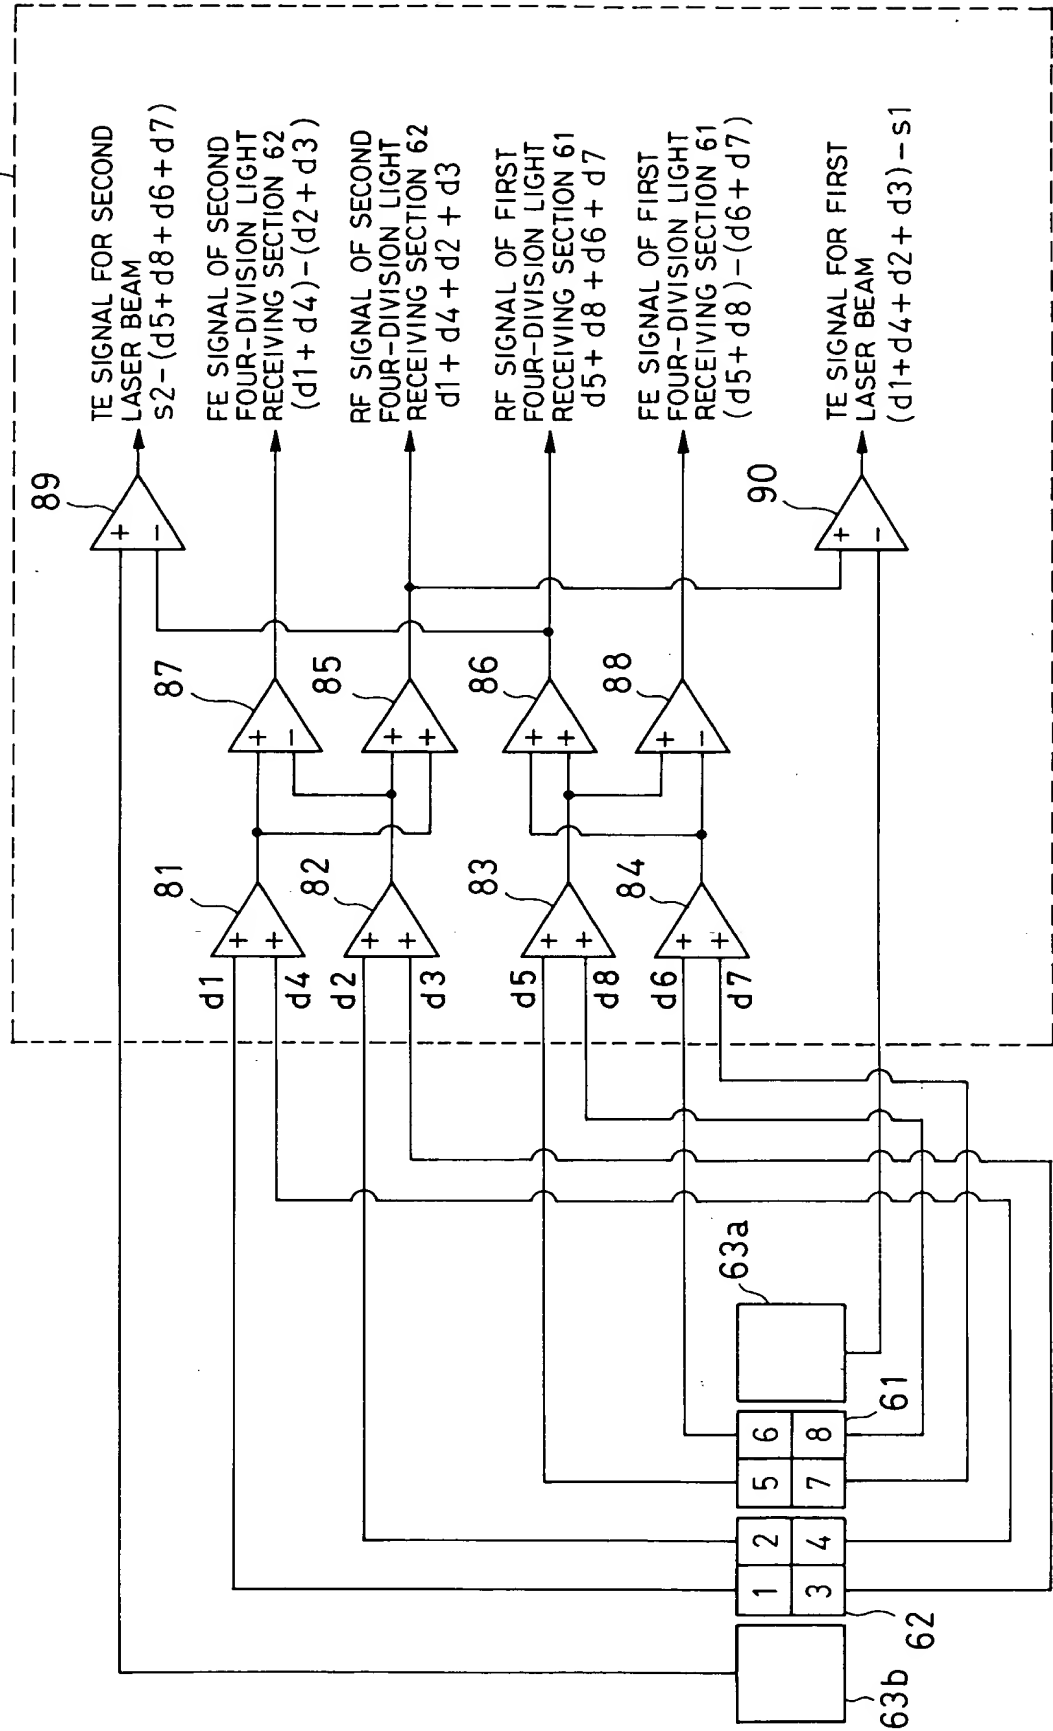 TE SIGNAL FOR SECOND
LASER BEAM
s2-(d5+d8+d6+d7)
FE SIGNAL OF SECOND
FOUR-DIVISION LIGHT
RECEIVING SECTION 62
(d1+d4)-(d2+d3)
RF SIGNAL OF SECOND
FOUR-DIVISION LIGHT
RECEIVING SECTION 62
d1+d4+d2+d3
RF SIGNAL OF FIRST
FOUR-DIVISION LIGHT
RECEIVING SECTION 61
d5+d8+d6+d7
FE SIGNAL OF FIRST
FOUR-DIVISION LIGHT
RECEIVING SECTION 61
(d5+d8)-(d6+d7)
TE SIGNAL FOR FIRST
LASER BEAM
(d1+d4+d2+d3)-s1
89
+
-
90
+
-
87
+
-
85
+
+
86
+
+
88
+
-
81
+
+
82
+
+
83
+
+
84
+
+
d1
d4
d2
d3
d5
d8
d6
d7
63a
6
8
5
7
61
2
4
1
3
62
63b